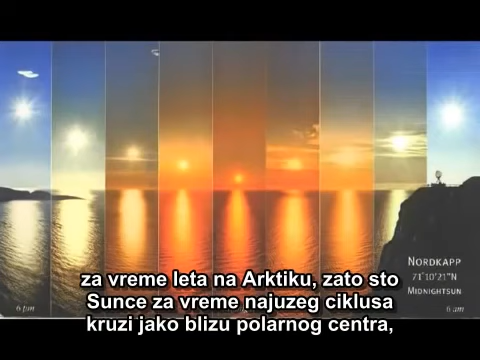 NORDKAPP
71°10'21"N
MIDNIGHTSUN
6 pm
6 am
za vreme leta na Arktiku, zato sto
Sunce za vreme najuzeg ciklusa
kruzi jako blizu polarnog centra,